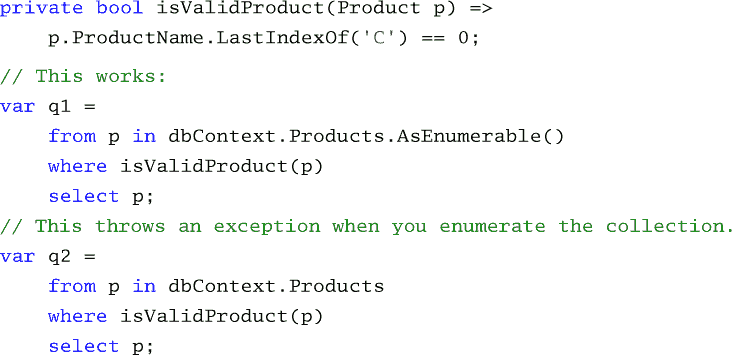 private bool isValidProduct(Product p) =>
    p.ProductName.LastIndexOf('C') == 0;
// This works:
var q1 =
    from p in dbContext.Products.AsEnumerable()
    where isValidProduct(p)
    select p;
// This throws an exception when you enumerate the collection.
var q2 =
    from p in dbContext.Products
    where isValidProduct(p)
    select p;